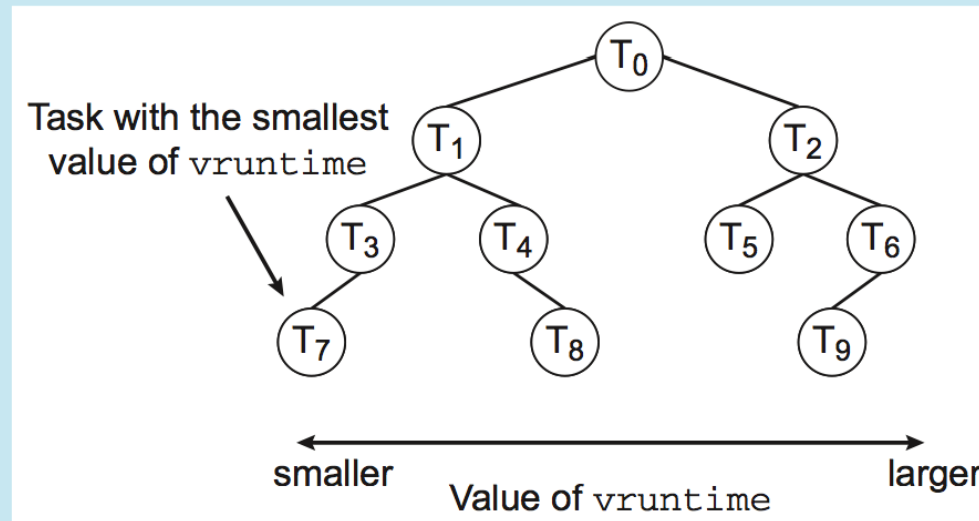 T0
Task with the smallest
value of vruntime
T1
T2
T3
T4
T5
T6
T7
T8
T9
smaller
larger
Value of vruntime